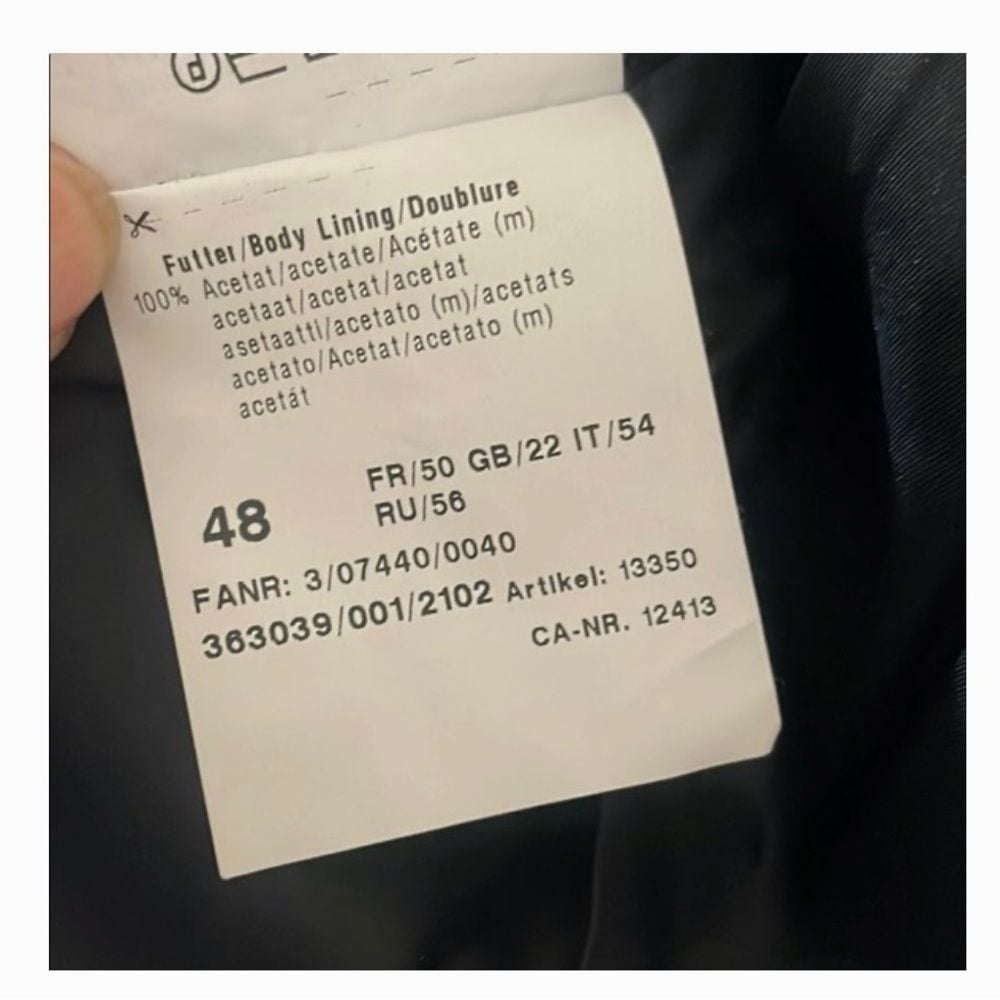 Futter/Body Lining/Doublure
100% Acetat/acetate/Acétate (m)
acetaat/acetat/acetat
asetaatti/acetato (m)/acetats
acetato/Acetat/acetato (m)
acetát
48 FR/50 GB/22 IT/54
RU/56
FANR: 3/07440/0040
363039/001/2102 Artikel: 13350
CA-NR. 12413